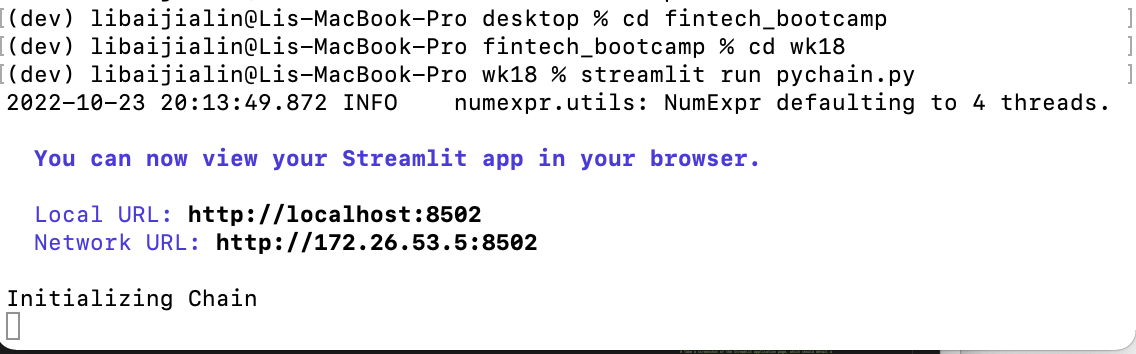 [(dev) libaijialin@Lis-MacBook-Pro desktop % cd fintech_bootcamp ]
[(dev) libaijialin@Lis-MacBook-Pro fintech_bootcamp % cd wk18 ]
[(dev) libaijialin@Lis-MacBook-Pro wk18 % streamlit run pychain.py ]
2022-10-23 20:13:49.872 INFO    numexpr.utils: NumExpr defaulting to 4 threads.
You can now view your Streamlit app in your browser.
Local URL: http://localhost:8502
Network URL: http://172.26.53.5:8502
Initializing Chain